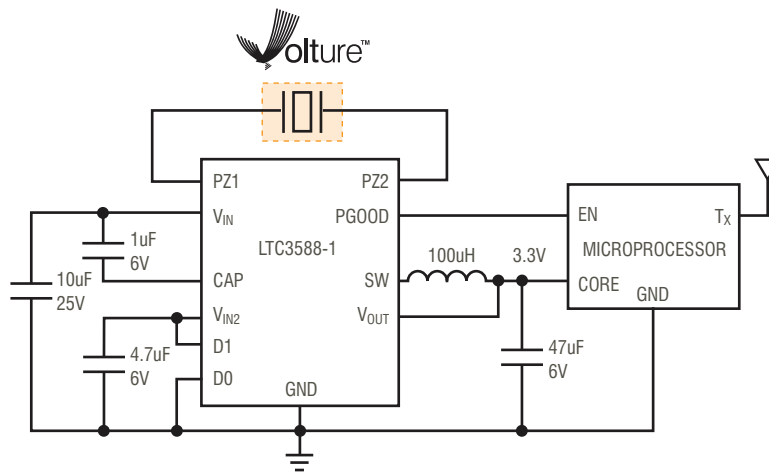 Volture™
PZ1
PZ2
VIN
PGOOD
LTC3588-1
1uF
6V
10uF
25V
CAP
SW
100uH
3.3V
VIN2
VOUT
D1
4.7uF
6V
D0
GND
EN
TX
MICROPROCESSOR
CORE
GND
47uF
6V